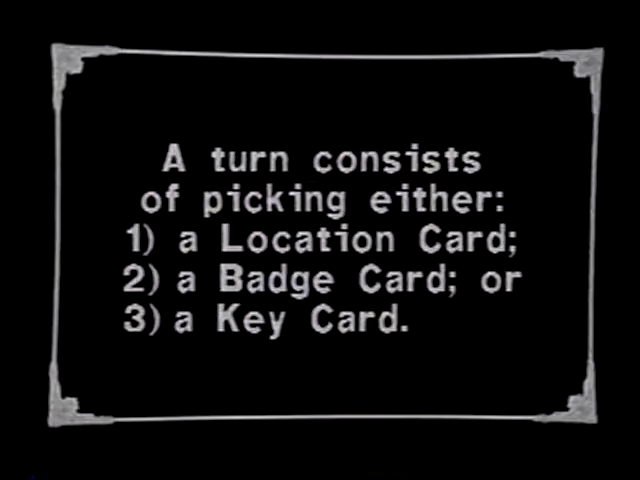 A turn consists
of picking either:
1) a Location Card;
2) a Badge Card; or
3) a Key Card.